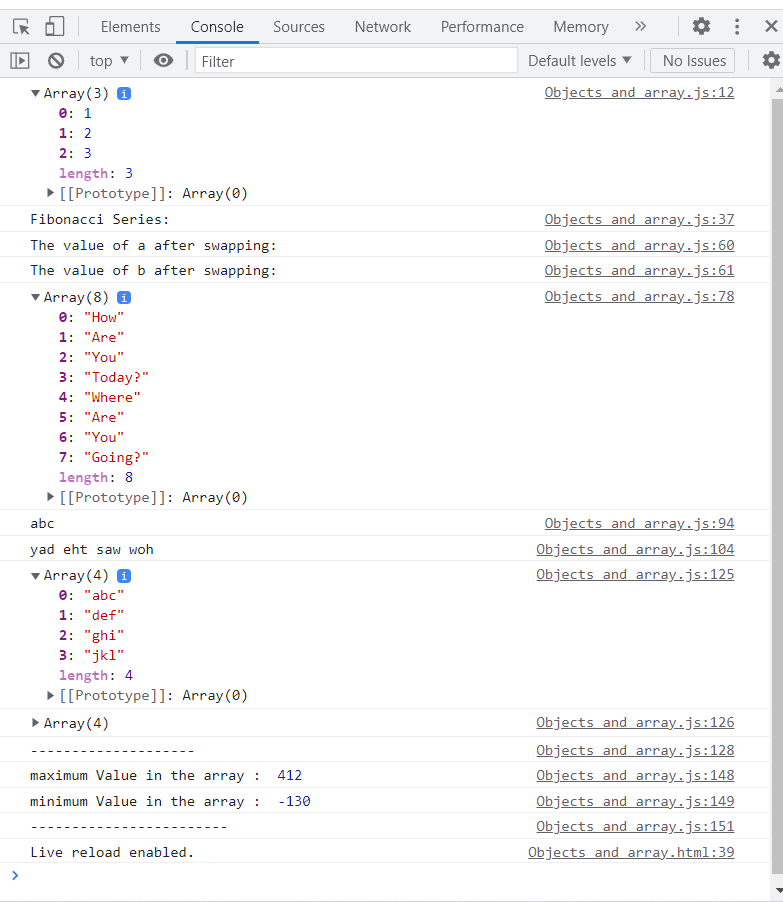 Elements Console Sources Network Performance Memory »
top ▼ Filter Default levels ▼ No Issues
▼Array(3) i Objects and array.js:12
0: 1
1: 2
2: 3
length: 3
▶[[Prototype]]: Array(0)
Fibonacci Series: Objects and array.js:37
The value of a after swapping: Objects and array.js:60
The value of b after swapping: Objects and array.js:61
▼Array(8) i Objects and array.js:78
0: "How"
1: "Are"
2: "You"
3: "Today?"
4: "Where"
5: "Are"
6: "You"
7: "Going?"
length: 8
▶[[Prototype]]: Array(0)
abc Objects and array.js:94
yad eht saw woh Objects and array.js:104
▼Array(4) i Objects and array.js:125
0: "abc"
1: "def"
2: "ghi"
3: "jkl"
length: 4
▶[[Prototype]]: Array(0)
▶Array(4) Objects and array.js:126
-------------------- Objects and array.js:128
maximum Value in the array : 412 Objects and array.js:148
minimum Value in the array : -130 Objects and array.js:149
------------------------ Objects and array.js:151
Live reload enabled. Objects and array.html:39
>